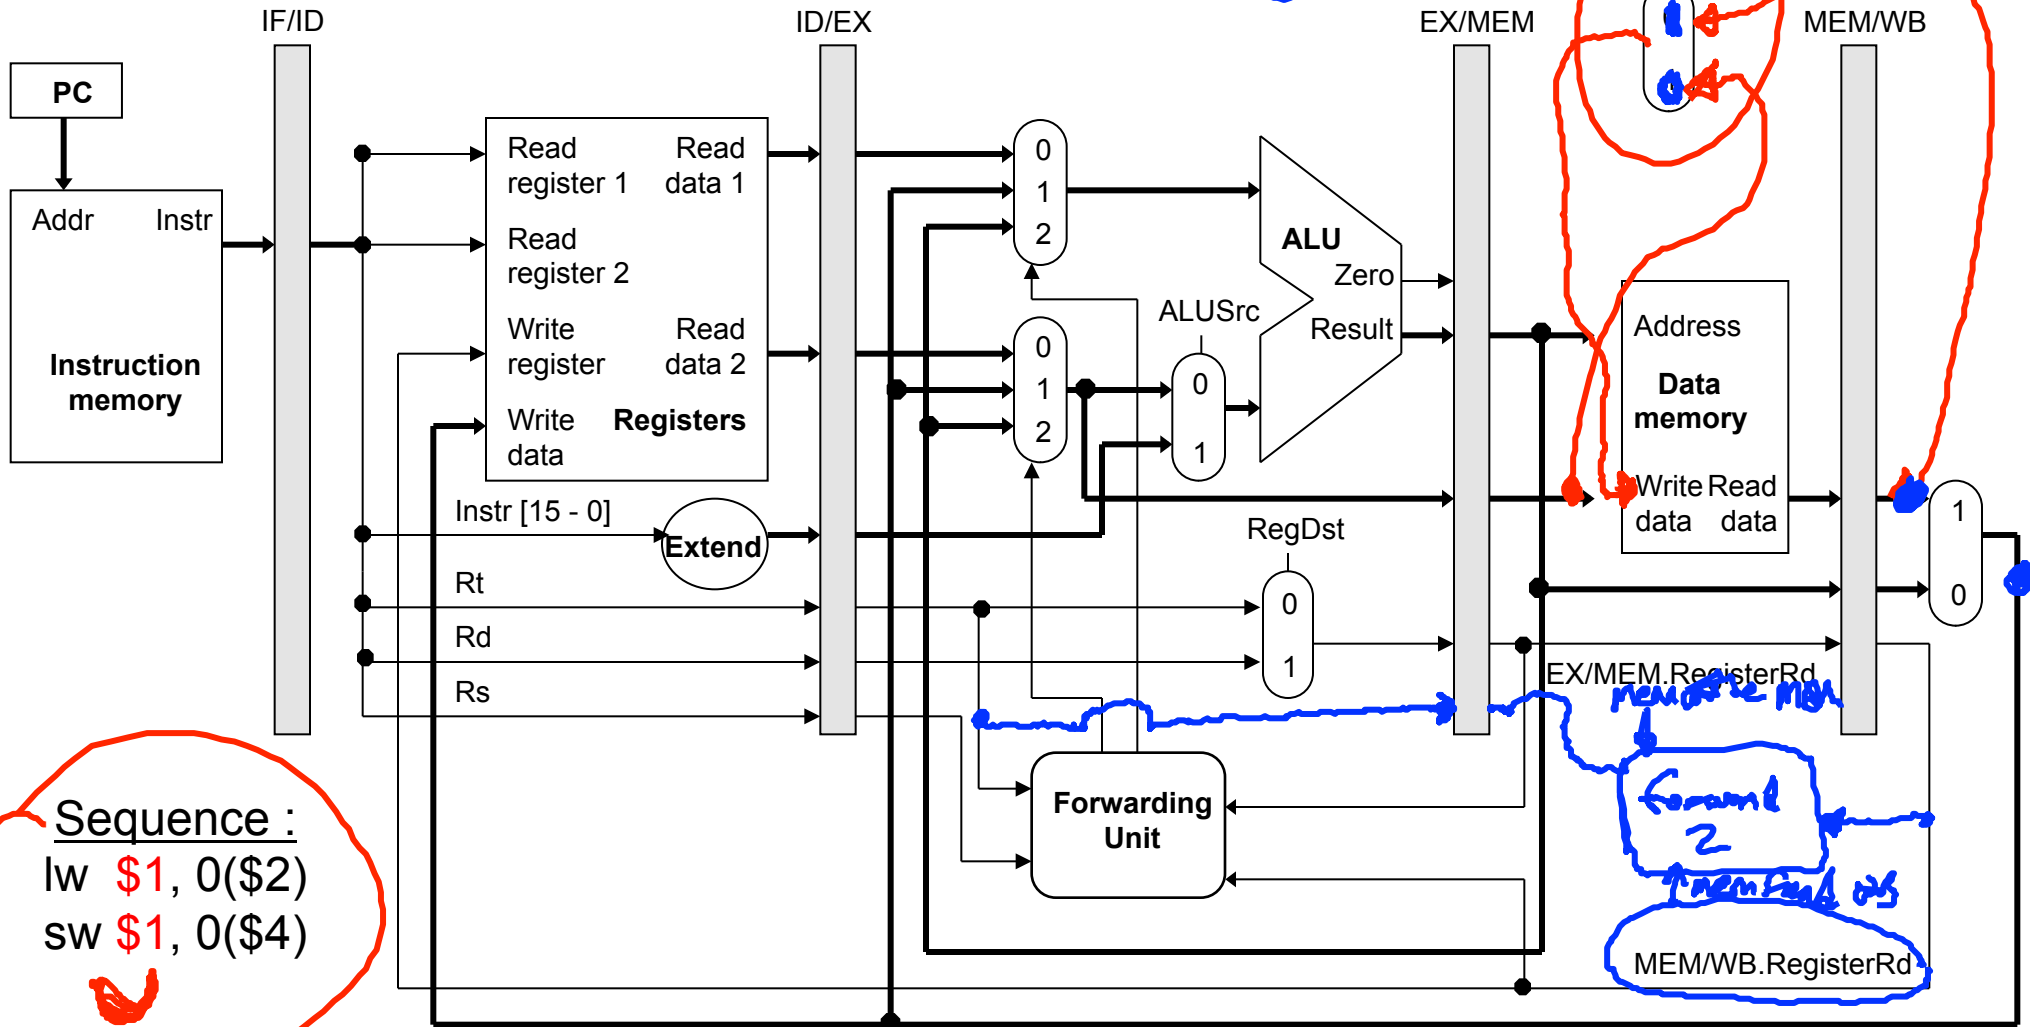 IF/ID
ID/EX
EX/MEM
MEM/WB
PC
Addr Instr
Instruction
memory
Read
register 1
Read
data 1
Read
register 2
Write
register
Read
data 2
Write
data
Registers
Instr [15 - 0]
Extend
Rt
Rd
Rs
0
1
2
0
1
2
ALUSrc
0
1
ALU
Zero
Result
RegDst
0
1
Forwarding
Unit
Address
Data
memory
Write
data
Read
data
1
0
EX/MEM.RegisterRd
2
MEM/WB.RegisterRd
Sequence :
lw $1, 0($2)
sw $1, 0($4)